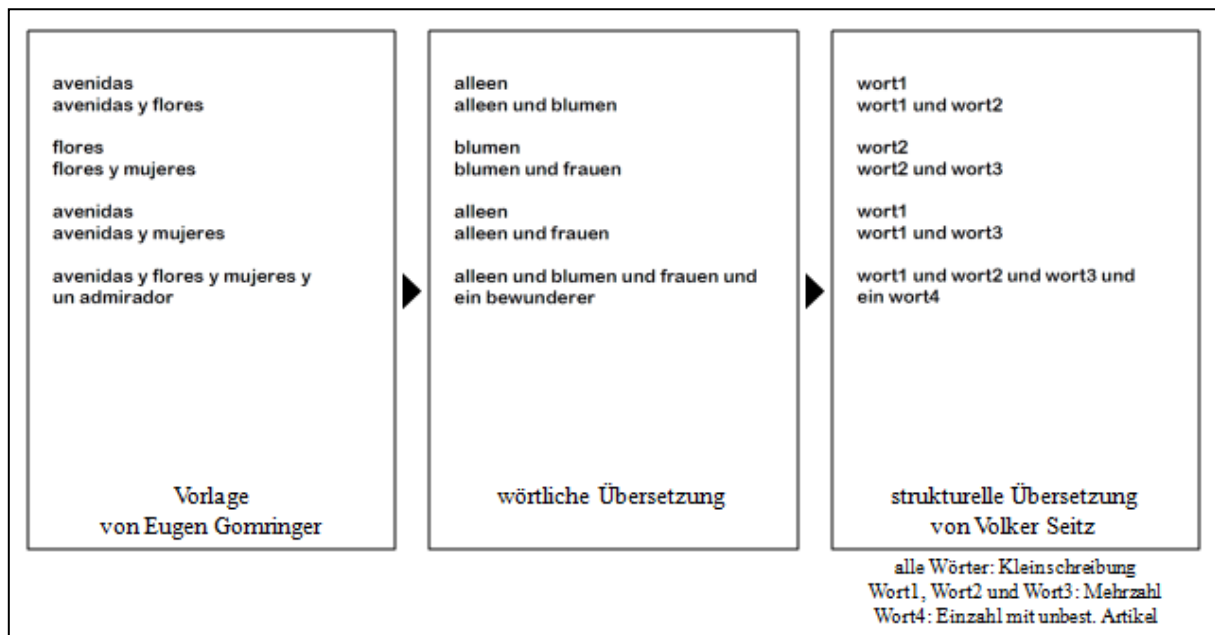 avenidas
avenidas y flores
flores
flores y mujeres
avenidas
avenidas y mujeres
avenidas y flores y mujeres y
un admirador
Vorlage
von Eugen Gomringer
alleen
alleen und blumen
blumen
blumen und frauen
alleen
alleen und frauen
alleen und blumen und frauen und
ein bewunderer
wörtliche Übersetzung
wort1
wort1 und wort2
wort2
wort2 und wort3
wort1
wort1 und wort3
wort1 und wort2 und wort3 und
ein wort4
strukturelle Übersetzung
von Volker Seitz
alle Wörter: Kleinschreibung
Wort1, Wort2 und Wort3: Mehrzahl
Wort4: Einzahl mit unbest. Artikel